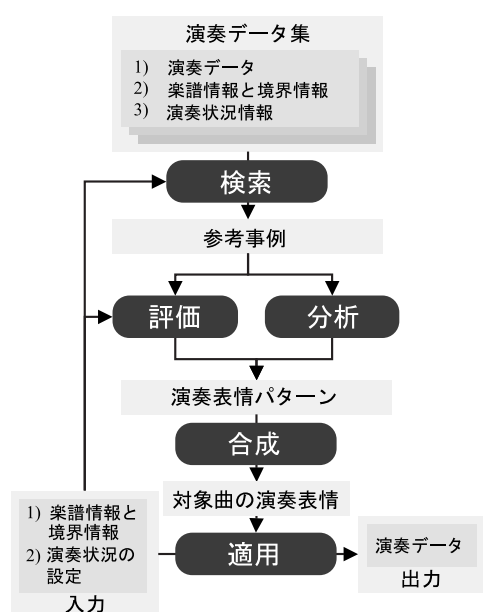 演奏データ集
1) 演奏データ
2) 楽譜情報と境界情報
3) 演奏状況情報
検索
参考事例
評価
分析
演奏表情パターン
合成
対象曲の演奏表情
1) 楽譜情報と
境界情報
2) 演奏状況の
設定
入力
適用
演奏データ
出力